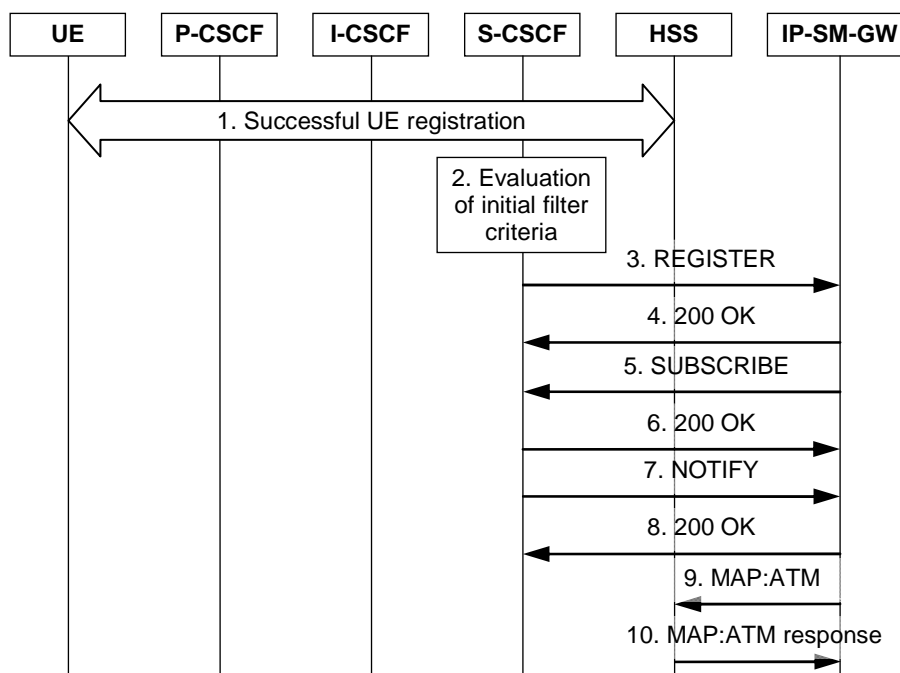 UE
P-CSCF
I-CSCF
S-CSCF
HSS
IP-SM-GW
1. Successful UE registration
2. Evaluation
of initial filter
criteria
3. REGISTER
4. 200 OK
5. SUBSCRIBE
6. 200 OK
7. NOTIFY
8. 200 OK
9. MAP:ATM
10. MAP:ATM response